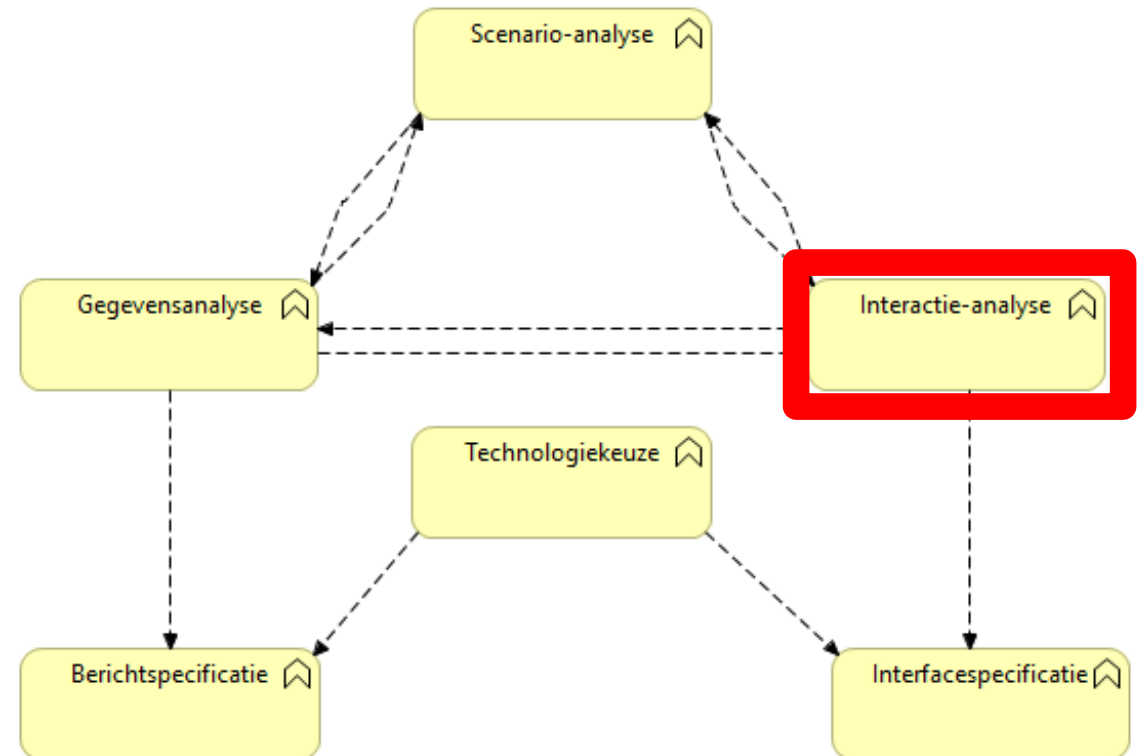 Scenario-analyse
Gegevensanalyse
Interactie-analyse
Technologiekeuze
Berichtspecificatie
Interfacespecificatie